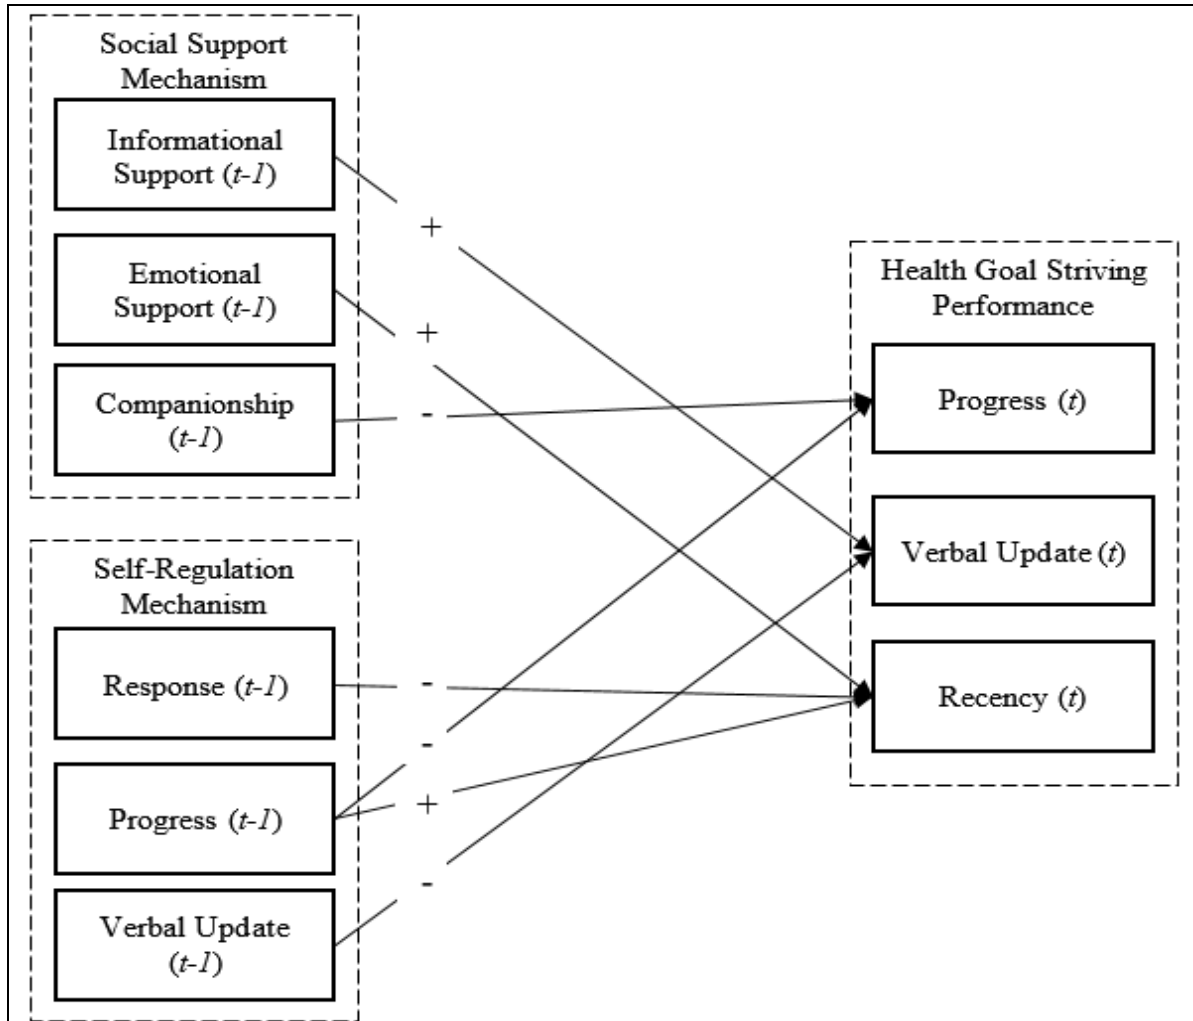 Social Support
Mechanism
Informational
Support (t-1)
+
Emotional
Support (t-1)
+
Companionship
(t-1)
-
Self-Regulation
Mechanism
Response (t-1)
-
-
Progress (t-1)
+
Verbal Update
(t-1)
-
Health Goal Striving
Performance
Progress (t)
Verbal Update (t)
Recency (t)